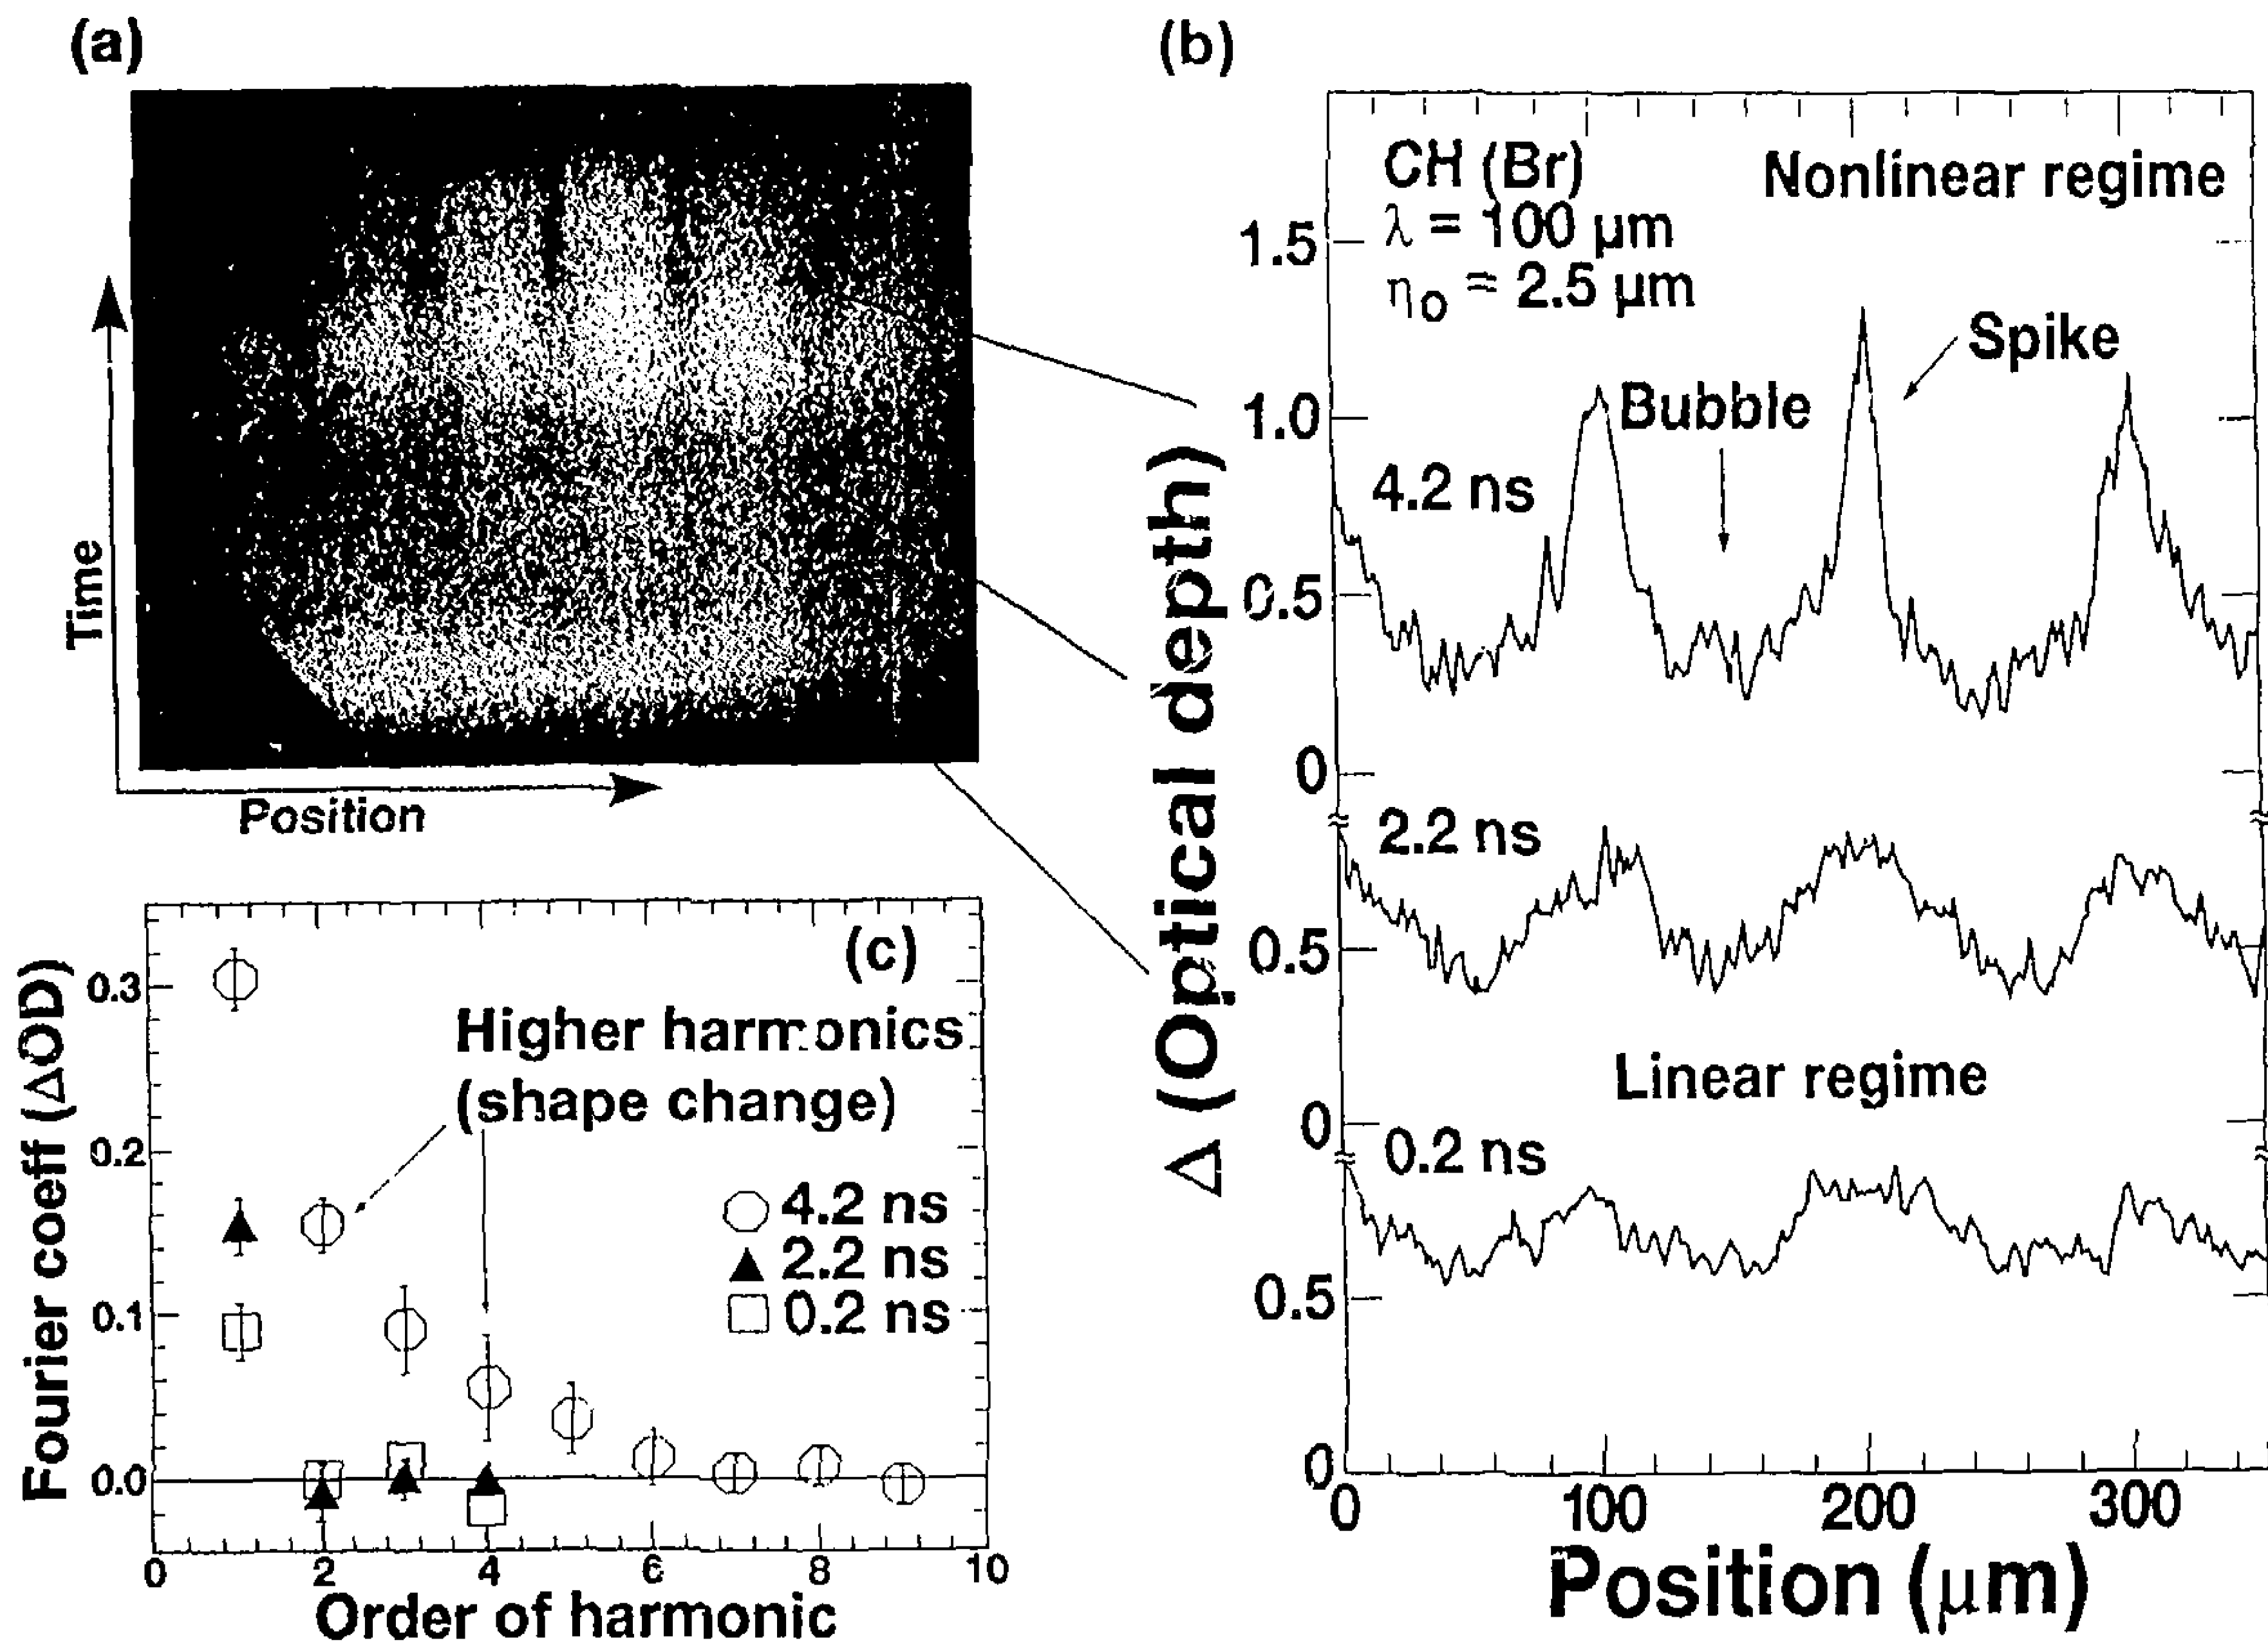 (a)
Time
Position
(b)
Δ (Optical depth)
CH (Br)
λ = 100 μm
η₀ = 2.5 μm
Nonlinear regime
Spike
Bubble
4.2 ns
1.5
1.0
0.5
0
2.2 ns
0.5
Linear regime
0
0.2 ns
0.5
0
0 100 200 300
Position (μm)
(c)
Fourier coeff (ΔOD)
0.3
Higher harmonics
(shape change)
0.2
4.2 ns
2.2 ns
0.2 ns
0.1
0.0
0 2 4 6 8 10
Order of harmonic